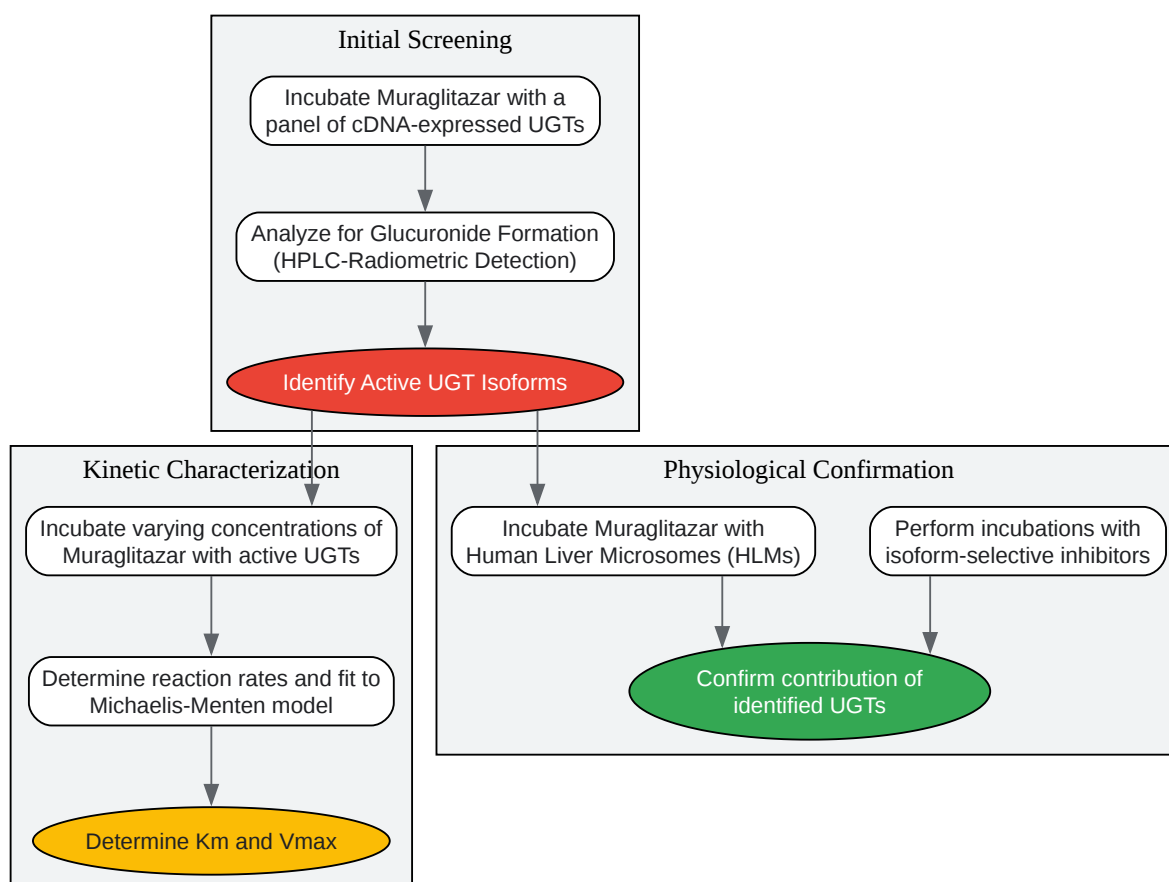 Initial Screening
Incubate Muraglitazar with a
panel of cDNA-expressed UGTs
Analyze for Glucuronide Formation
(HPLC-Radiometric Detection)
Identify Active UGT Isoforms
Kinetic Characterization
Incubate varying concentrations of
Muraglitazar with active UGTs
Determine reaction rates and fit to
Michaelis-Menten model
Determine Km and Vmax
Physiological Confirmation
Incubate Muraglitazar with
Human Liver Microsomes (HLMs)
Perform incubations with
isoform-selective inhibitors
Confirm contribution of
identified UGTs